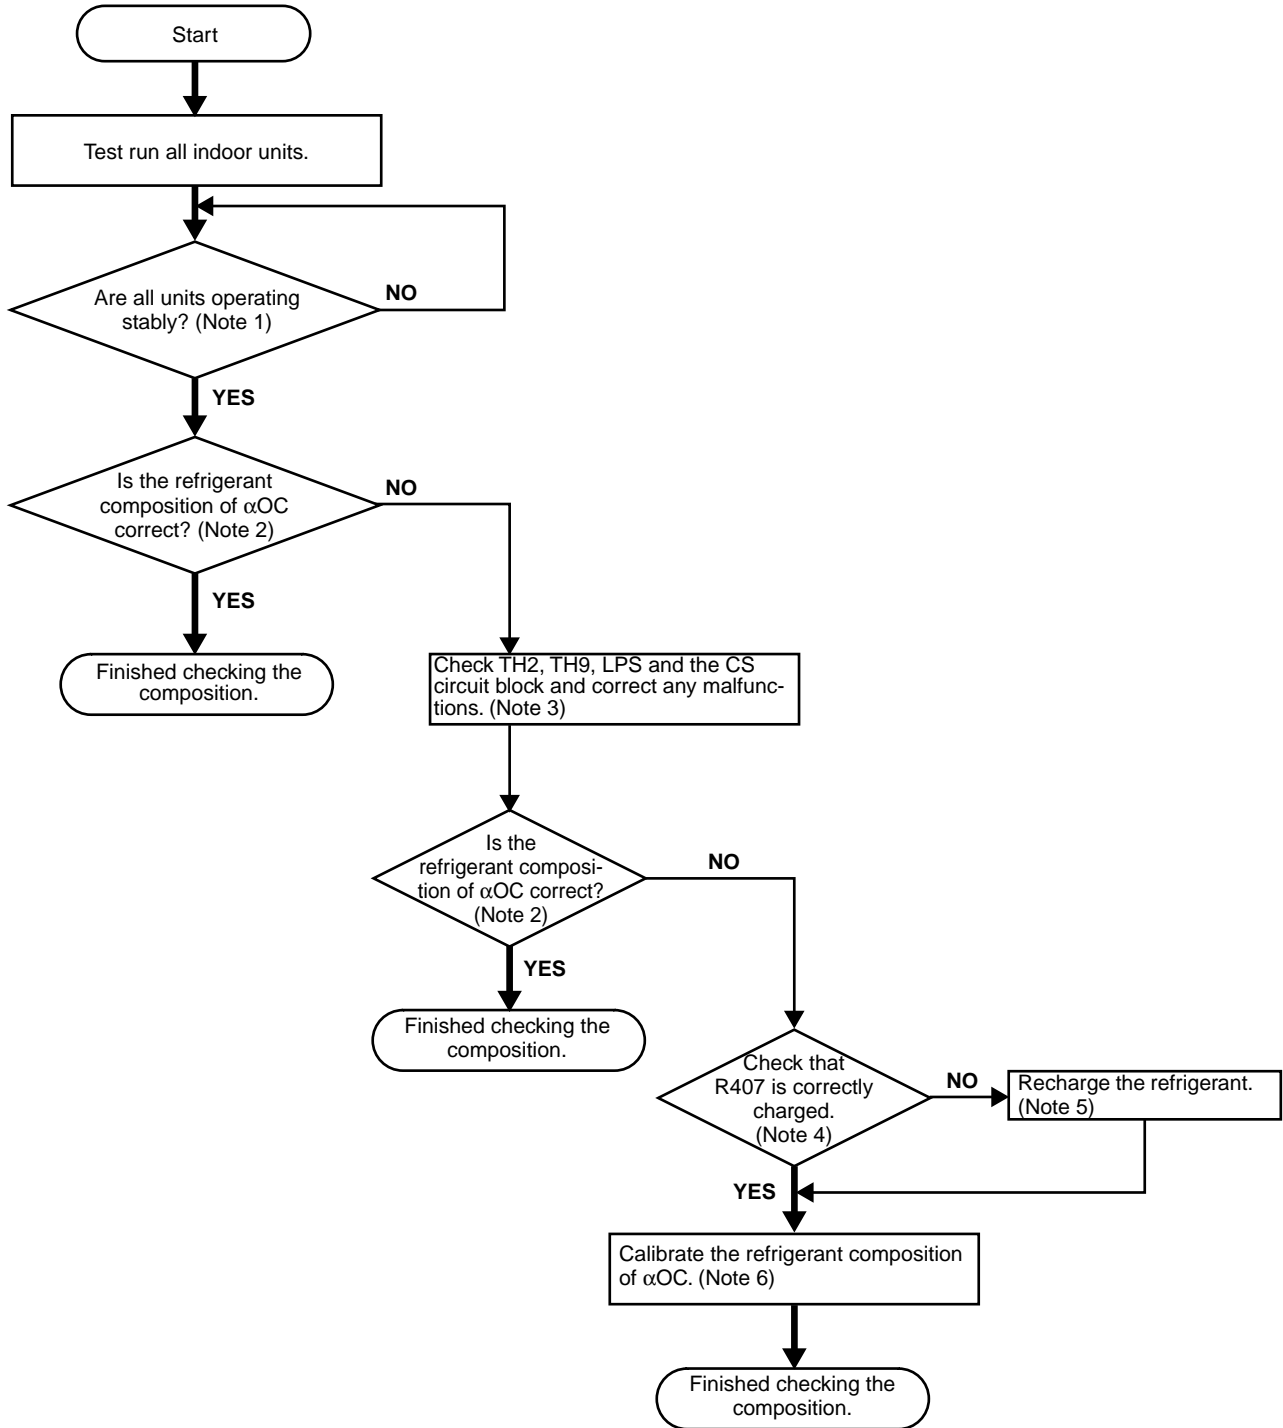 Start
Test run all indoor units.
Are all units operating
stably? (Note 1)
NO
YES
Is the refrigerant
composition of αOC
correct? (Note 2)
NO
YES
Finished checking the
composition.
Check TH2, TH9, LPS and the CS
circuit block and correct any malfunc-
tions. (Note 3)
Is the
refrigerant composi-
tion of αOC correct?
(Note 2)
NO
YES
Finished checking the
composition.
Check that
R407 is correctly
charged.
(Note 4)
NO
Recharge the refrigerant.
(Note 5)
YES
Calibrate the refrigerant composition
of αOC. (Note 6)
Finished checking the
composition.